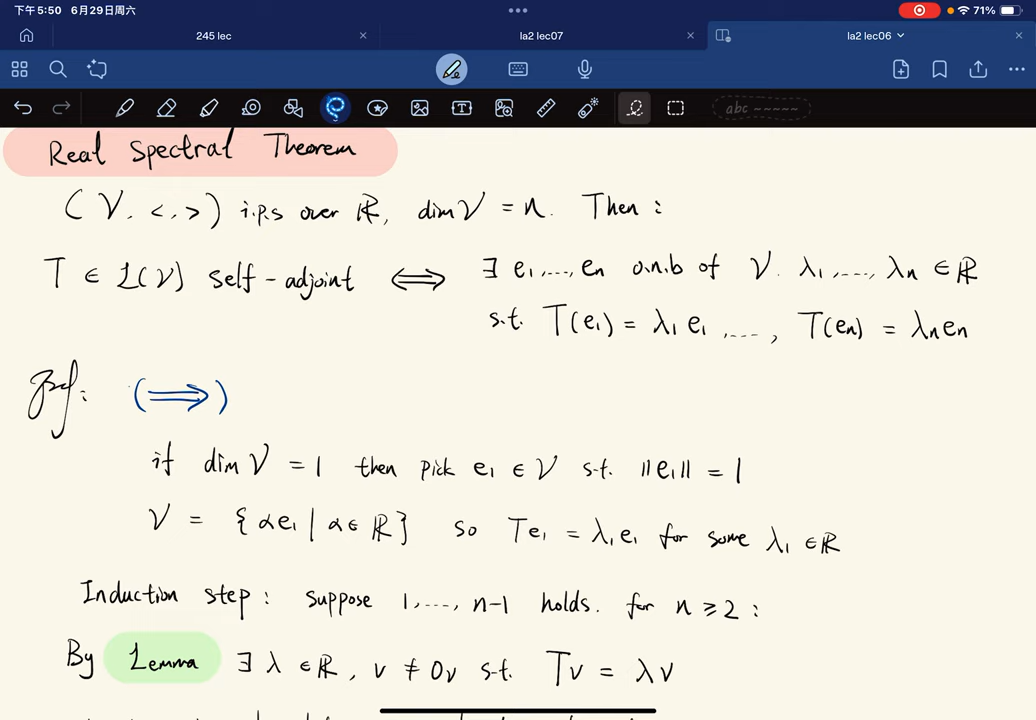 下午5:50 6月29日周六
71%
245 lec
la2 lec07
la2 lec06
abc
Real Spectral Theorem
(V, <,>) i.p.s over ℝ, dim V = n. Then :
T ∈ ℒ(V) self-adjoint ⟺ ∃ e₁,...,eₙ o.n.b of V. λ₁,...,λₙ ∈ ℝ
s.t. T(e₁) = λ₁e₁ ,..., T(eₙ) = λₙeₙ
Prf: (⟹)
if dim V = 1 then pick e₁ ∈ V s.t. ||e₁|| = 1
V = {αe₁ | α ∈ ℝ} so Te₁ = λ₁e₁ for some λ₁ ∈ ℝ
Induction step : suppose 1,..., n-1 holds. for n ≥ 2 :
By Lemma ∃ λ ∈ ℝ, v ≠ 0ᵥ s.t. Tv = λv